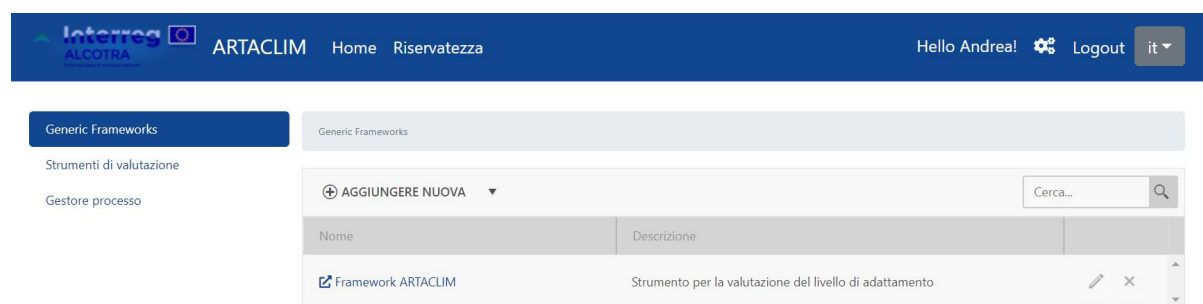 Interreg
ALCOTRA
ARTACLIM Home Riservatezza Hello Andrea! Logout it
Generic Frameworks
Strumenti di valutazione
Gestore processo
Generic Frameworks
AGGIUNGERE NUOVA
Cerca...
Nome Descrizione
Framework ARTACLIM Strumento per la valutazione del livello di adattamento